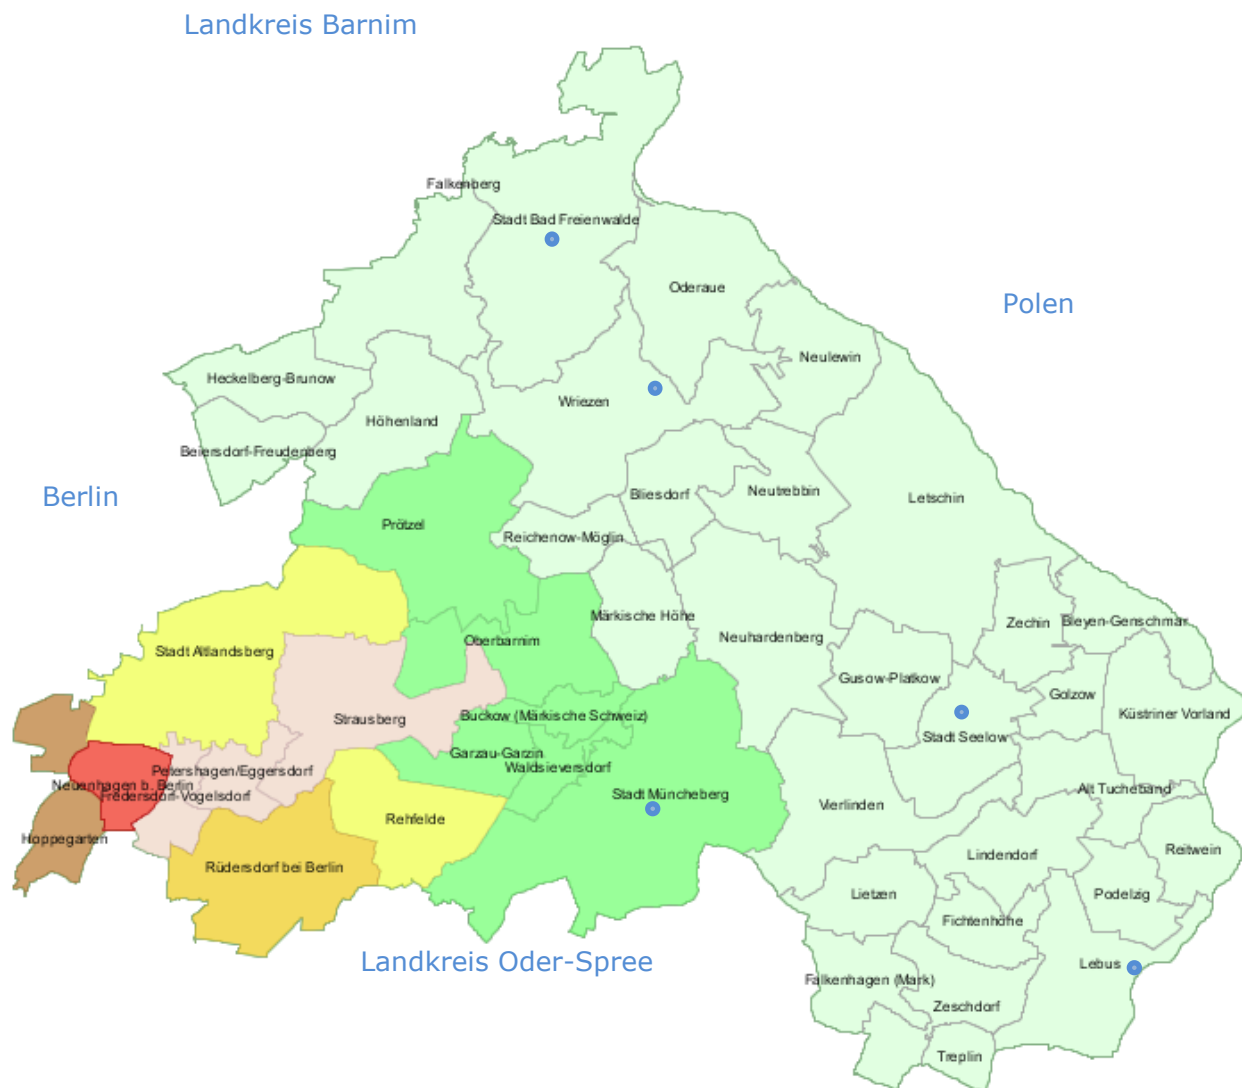 Landkreis Barnim
Falkenberg
Stadt Bad Freienwalde
Oderaue
Polen
Neulewin
Heckelberg-Brunow
Wriezen
Höhenland
Beiersdorf-Freudenberg
Berlin
Bliesdorf
Neutrebbin
Letschin
Prötzel
Reichenow-Möglin
Märkische Höhe
Zechin
Bleyen-Genschmar
Neuhardenberg
Oberbarnim
Stadt Altlandsberg
Gusow-Platkow
Golzow
Küstriner Vorland
Strausberg
Buckow (Märkische Schweiz)
Stadt Seelow
Garzau-Garzin
Waldsieversdorf
Petershagen/Eggersdorf
Neuenhagen b. Berlin
Fredersdorf-Vogelsdorf
Stadt Müncheberg
Alt Tucheband
Vierlinden
Rehfelde
Hoppegarten
Reitwein
Lindendorf
Rüdersdorf bei Berlin
Lietzen
Podelzig
Fichtenhöhe
Landkreis Oder-Spree
Lebus
Falkenhagen (Mark)
Zeschdorf
Treplin